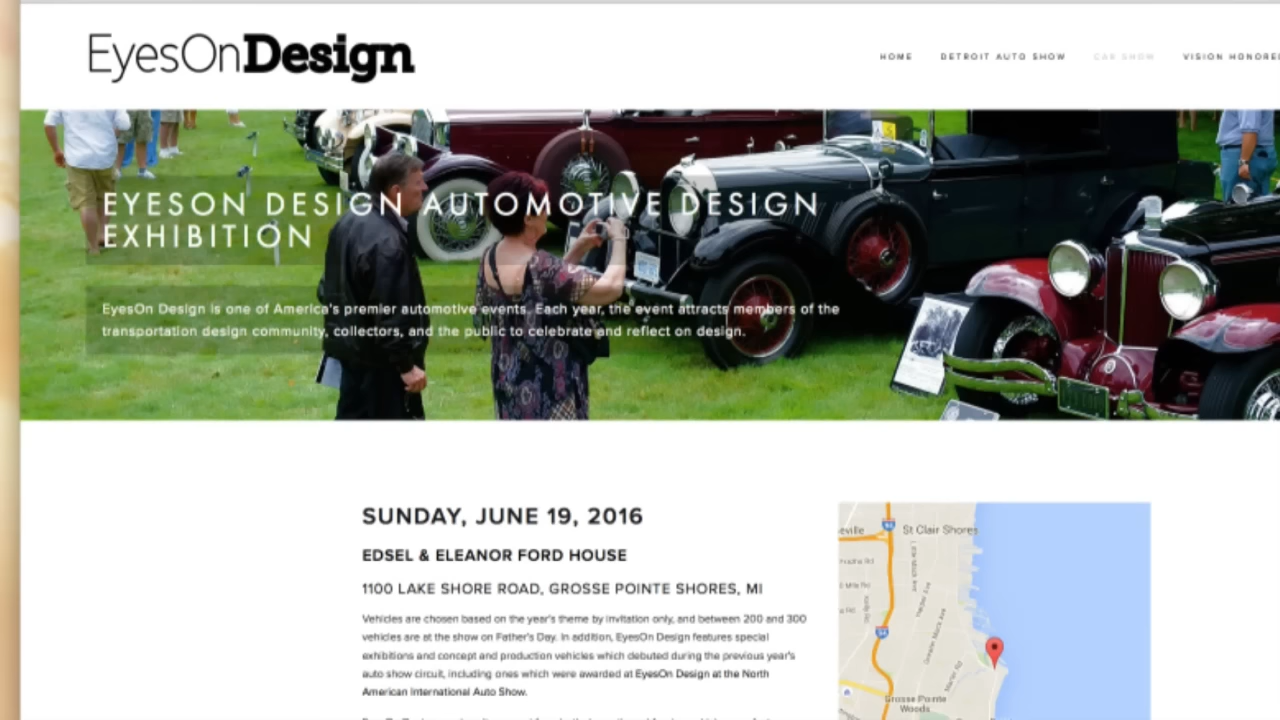 EyesOnDesign
HOME DETROIT AUTO SHOW CAR SHOW VISION HONORED
EYESON DESIGN AUTOMOTIVE DESIGN
EXHIBITION
EyesOn Design is one of America's premier automotive events. Each year, the event attracts members of the
transportation design community, collectors, and the public to celebrate and reflect on design.
SUNDAY, JUNE 19, 2016
EDSEL & ELEANOR FORD HOUSE
1100 LAKE SHORE ROAD, GROSSE POINTE SHORES, MI
Vehicles are chosen based on the year's theme by invitation only, and between 200 and 300
vehicles are at the show on Father's Day. In addition, EyesOn Design features special
exhibitions and concept and production vehicles which debuted during the previous year's
auto show circuit, including ones which were awarded at EyesOn Design at the North
American International Auto Show.
eville
St Clair Shores
94
94
Grosse Pointe
Woods